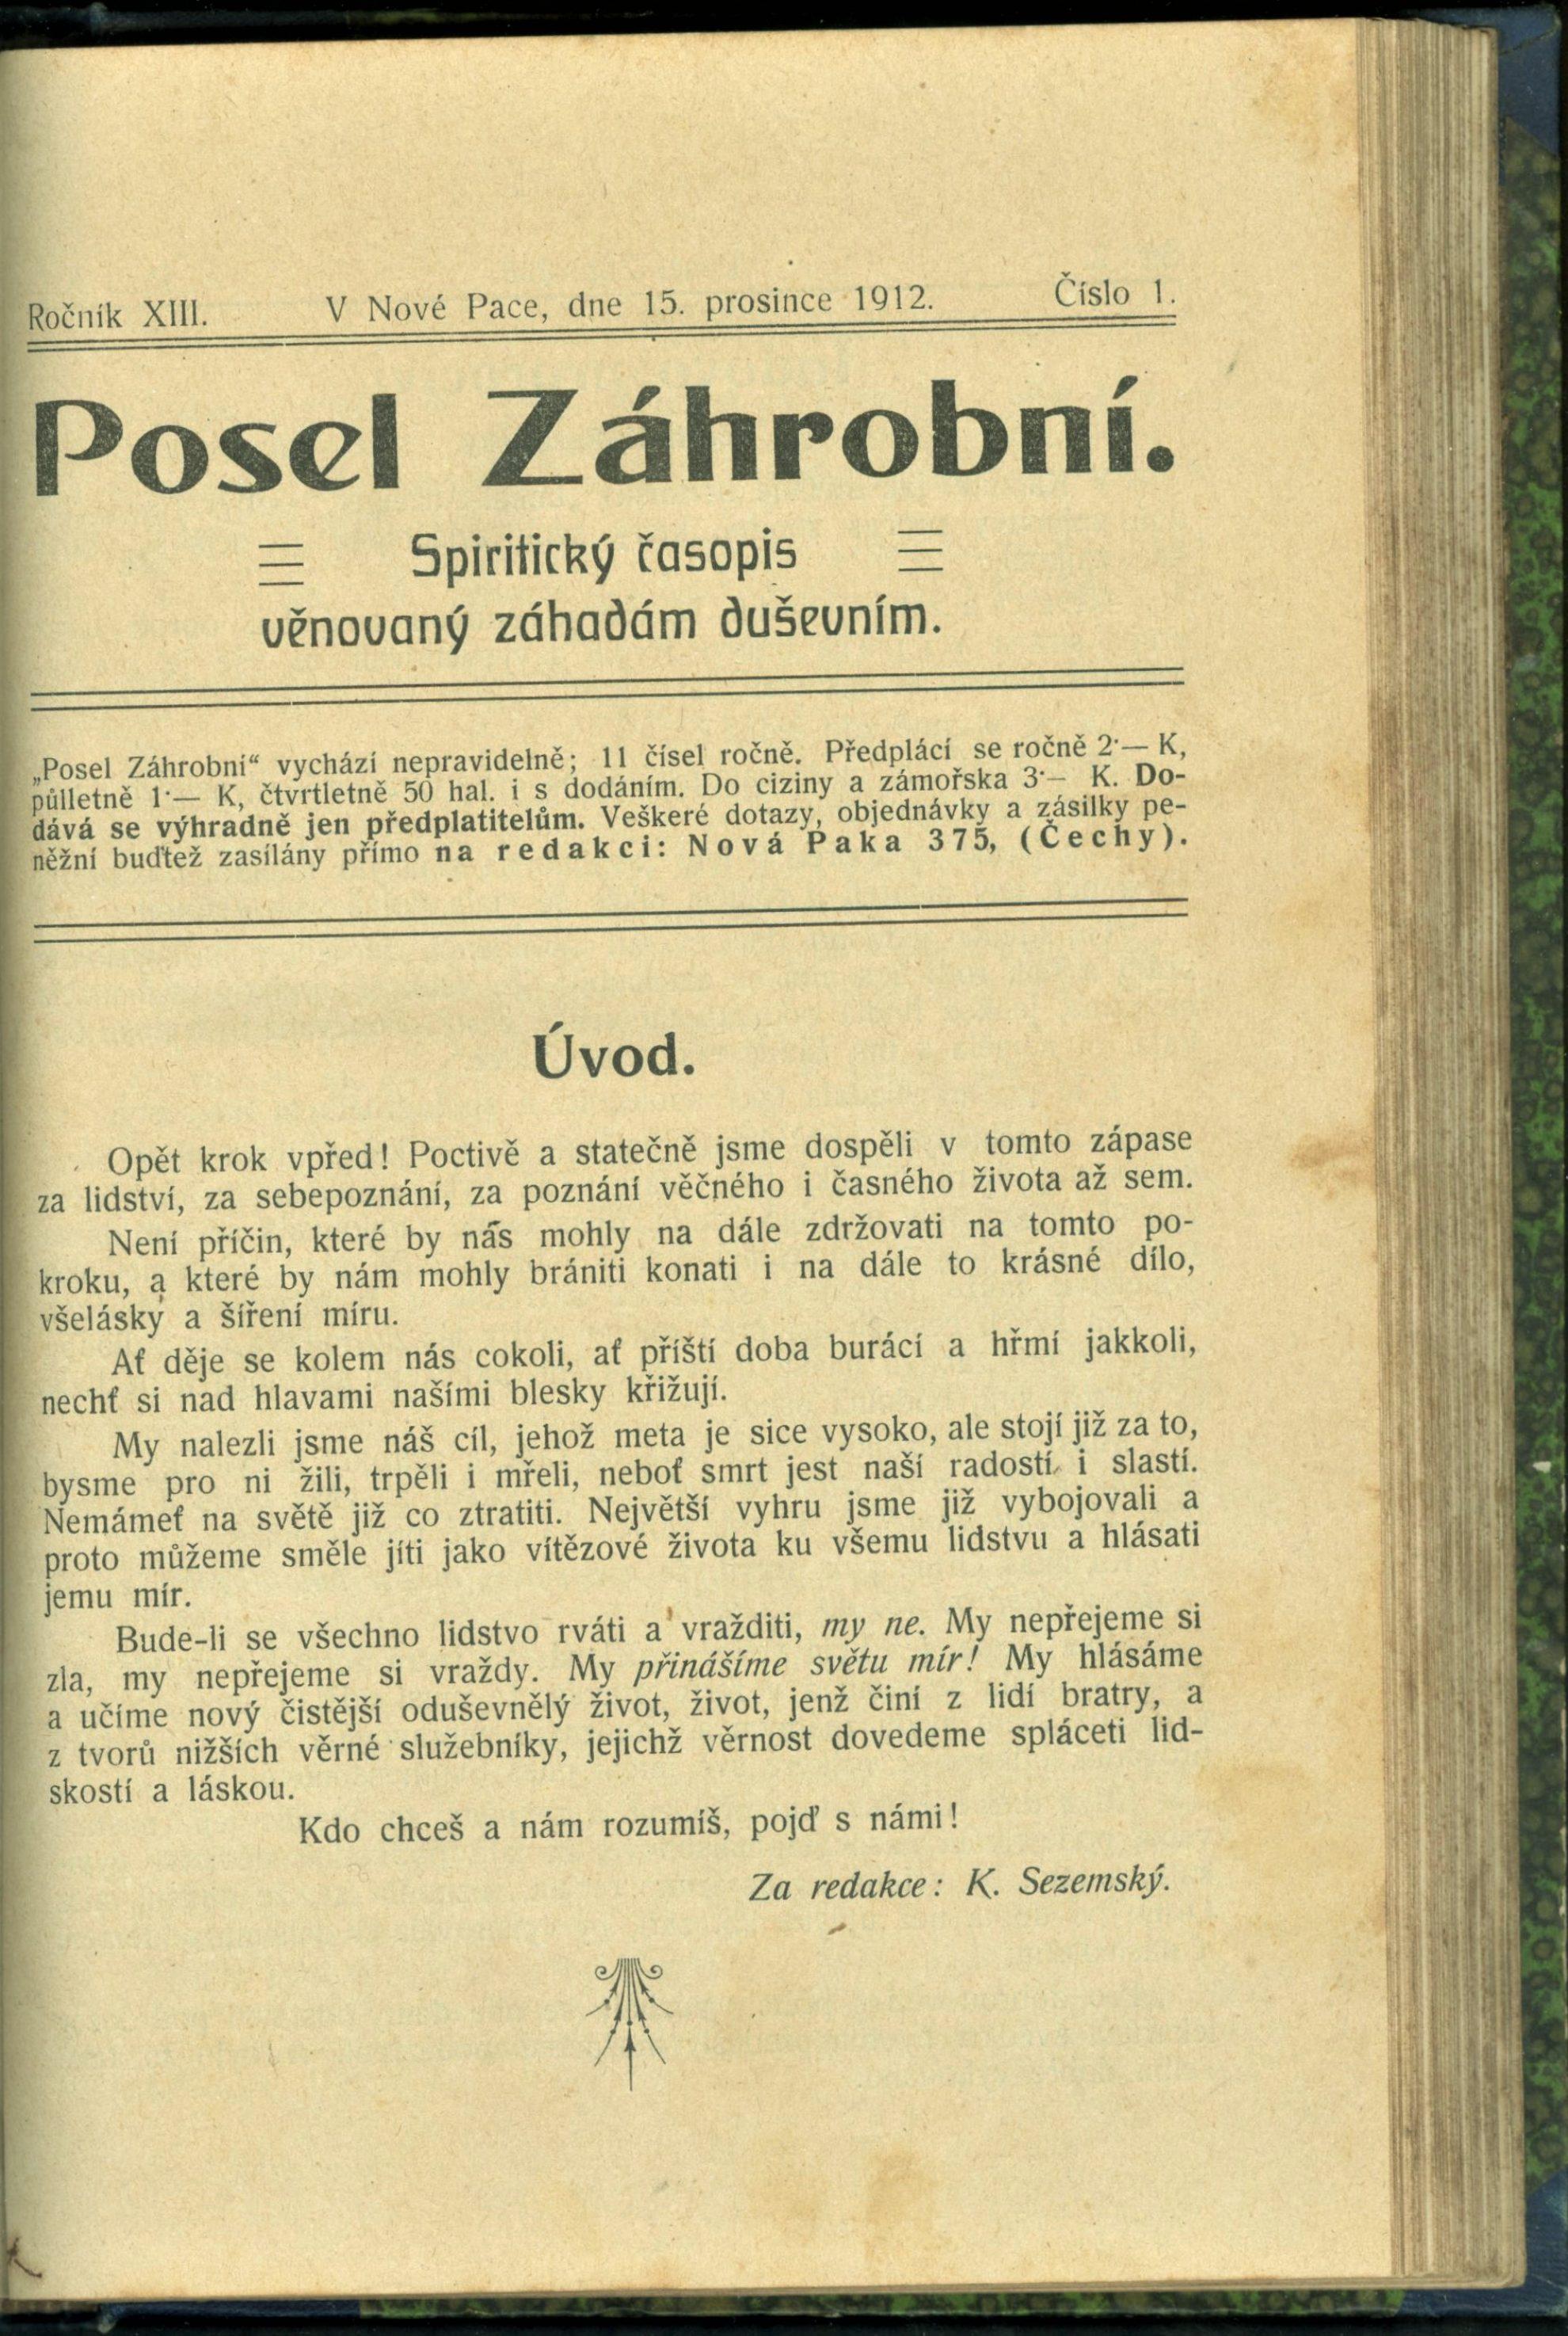 Ročník XIII. V Nové Pace, dne 15. prosince 1912. Číslo 1.
Posel Záhrobní.
Spiritický časopis
věnovaný záhadám duševním.
„Posel Záhrobní“ vychází nepravidelně; 11 čísel ročně. Předplácí se ročně 2·— K,
půlletně 1·— K, čtvrtletně 50 hal. i s dodáním. Do ciziny a zámořska 3·— K. Do-
dává se výhradně jen předplatitelům. Veškeré dotazy, objednávky a zásilky pe-
něžní buďtež zasílány přímo na redakci: Nová Paka 375, (Čechy).
Úvod.
Opět krok vpřed! Poctivě a statečně jsme dospěli v tomto zápase
za lidství, za sebepoznání, za poznání věčného i časného života až sem.
Není příčin, které by nás mohly na dále zdržovati na tomto po-
kroku, a které by nám mohly brániti konati i na dále to krásné dílo,
všelásky a šíření míru.
Ať děje se kolem nás cokoli, ať příští doba burácí a hřmí jakkoli,
nechť si nad hlavami našími blesky křižují.
My nalezli jsme náš cíl, jehož meta je sice vysoko, ale stojí již za to,
bysme pro ni žili, trpěli i mřeli, neboť smrt jest naší radostí i slastí.
Nemámeť na světě již co ztratiti. Největší vyhru jsme již vybojovali a
proto můžeme směle jíti jako vítězové života ku všemu lidstvu a hlásati
jemu mír.
Bude-li se všechno lidstvo rváti a vražditi, my ne. My nepřejeme si
zla, my nepřejeme si vraždy. My přinášíme světu mír! My hlásáme
a učíme nový čistější oduševnělý život, život, jenž činí z lidí bratry, a
z tvorů nižších věrné služebníky, jejichž věrnost dovedeme spláceti lid-
skostí a láskou.
Kdo chceš a nám rozumíš, pojď s námi!
Za redakce: K. Sezemský.